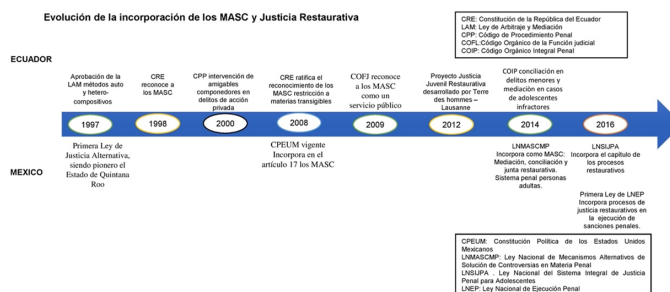 Evolución de la incorporación de los MASC y Justicia Restaurativa
CRE: Constitución de la República del Ecuador
LAM: Ley de Arbitraje y Mediación
CPP: Código de Procedimiento Penal
COFL:Código Orgánico de la Función judicial
COIP: Código Orgánico Integral Penal
ECUADOR
Aprobación de la
LAM métodos auto
y hetero-
compositivos
CRE
reconoce a
los MASC
CPP intervención de
amigables
componedores en
delitos de acción
privada
CRE ratifica el
reconocimiento de los
MASC restricción a
materias transigibles
COFJ reconoce
a los MASC
como un
servicio público
Proyecto Justicia
Juvenil Restaurativa
desarrollado por Terre
des hommes –
Lausanne
COIP conciliación en
delitos menores y
mediación en casos
de adolescentes
infractores
1997
1998
2000
2008
2009
2012
2014
2016
Primera Ley de
Justicia Alternativa,
siendo pionero el
Estado de Quintana
Roo
CPEUM vigente
Incorpora en el
artículo 17 los MASC
LNMASCMP
Incorpora como MASC:
Mediación, conciliación y
junta restaurativa.
Sistema penal personas
adultas.
LNSIJPA
Incorpora el capitulo de
los procesos
restaurativos
Primera Ley de LNEP
Incorpora procesos de
justicia restaurativos en
la ejecución de
sanciones penales.
MEXICO
CPEUM: Constitución Política de los Estados Unidos
Mexicanos
LNMASCMP: Ley Nacional de Mecanismos Alternativos de
Solución de Controversias en Materia Penal
LNSIJPA . Ley Nacional del Sistema Integral de Justicia
Penal para Adolescentes
LNEP: Ley Nacional de Ejecución Penal